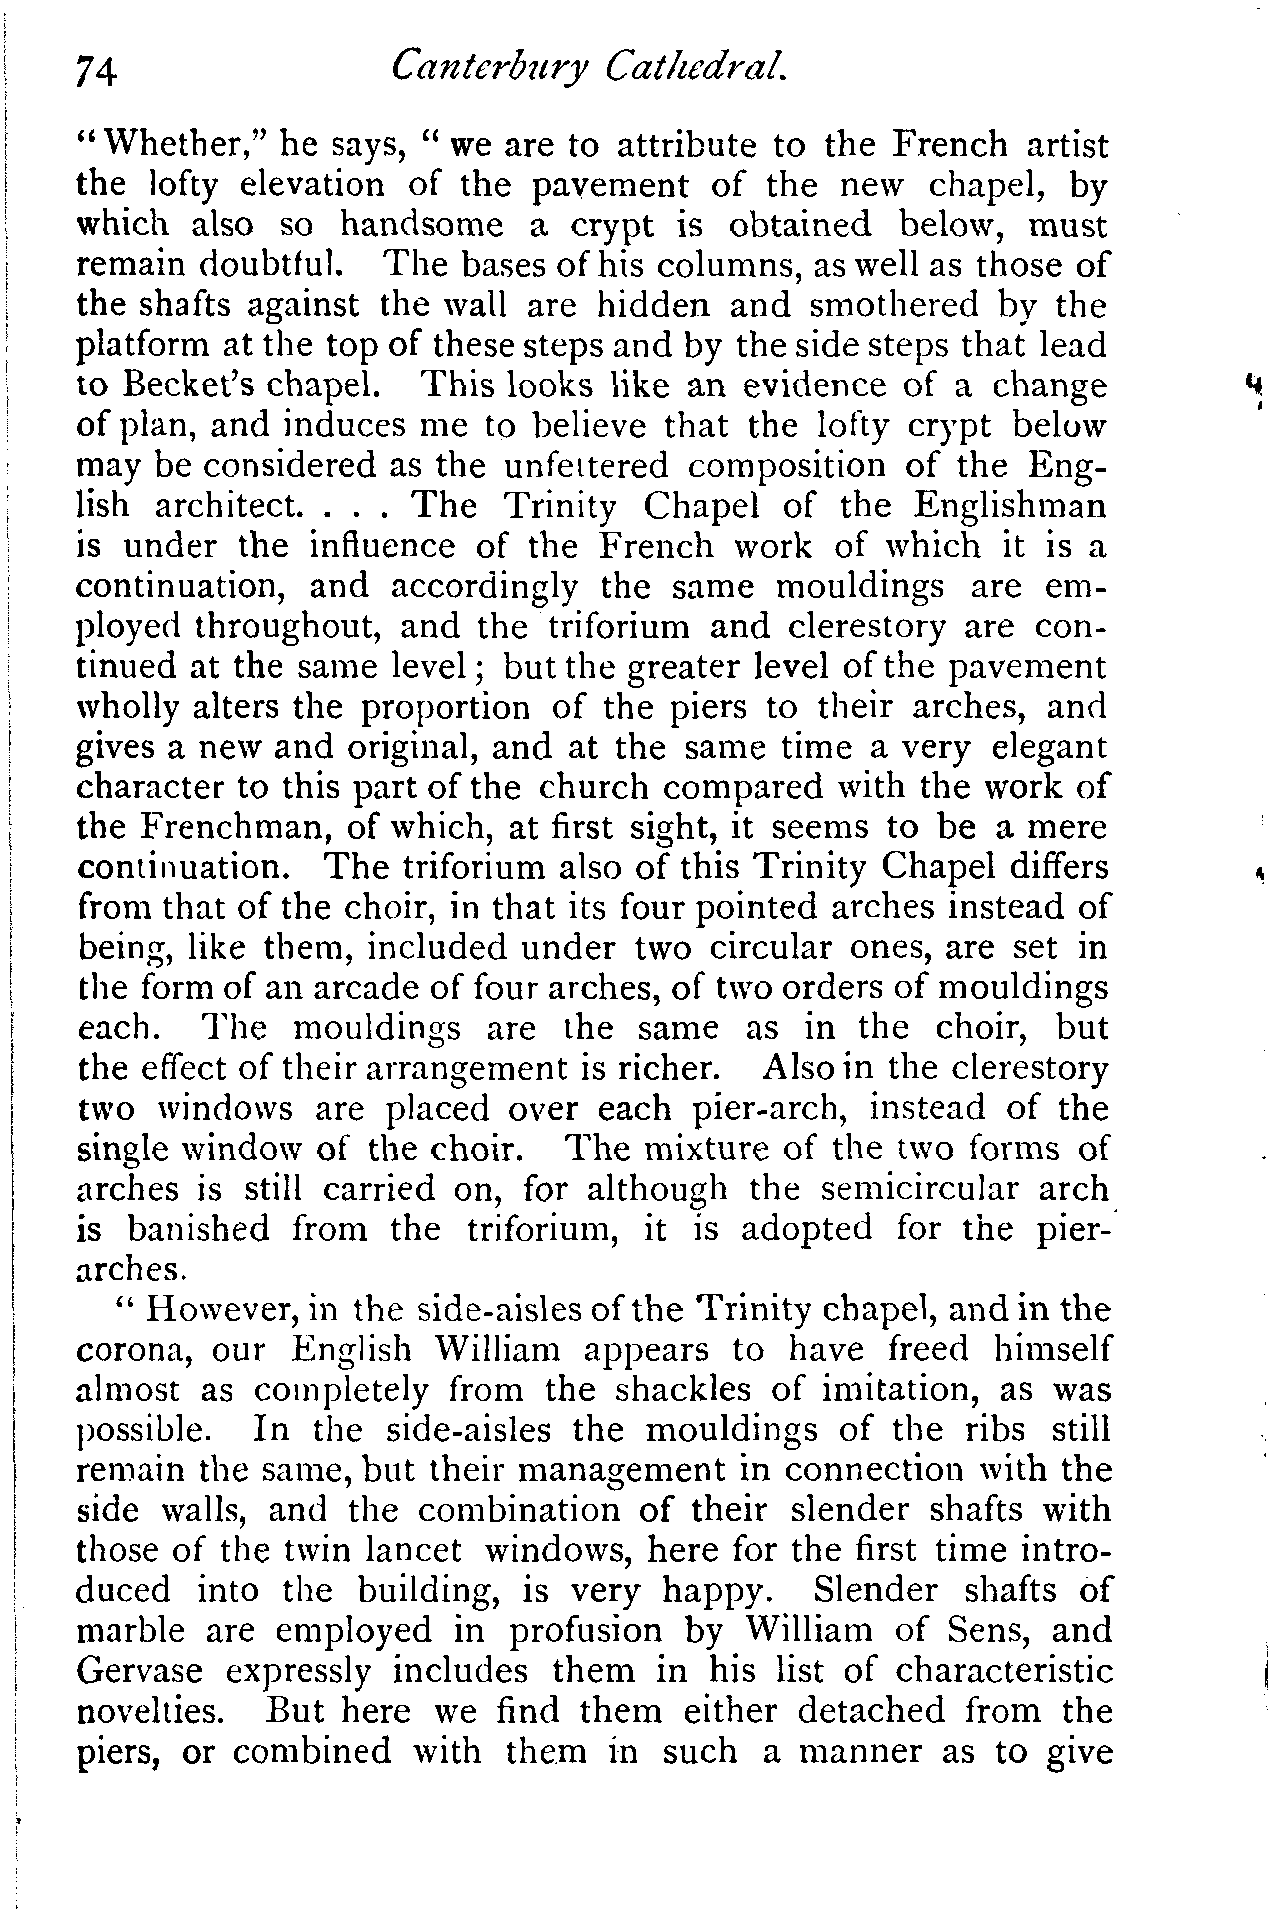 74 Canterbury Cathedral.
“Whether,” he says, “ we are to attribute to the French artist
the lofty elevation of the pavement of the new chapel, by
which also so handsome a crypt is obtained below, must
remain doubtful. The bases of his columns, as well as those of
the shafts against the wall are hidden and smothered by the
platform at the top of these steps and by the side steps that lead
to Becket’s chapel. This looks like an evidence of a change
of plan, and induces me to believe that the lofty crypt below
may be considered as the unfettered composition of the Eng-
lish architect. . . . The Trinity Chapel of the Englishman
is under the influence of the French work of which it is a
continuation, and accordingly the same mouldings are em-
ployed throughout, and the triforium and clerestory are con-
tinued at the same level ; but the greater level of the pavement
wholly alters the proportion of the piers to their arches, and
gives a new and original, and at the same time a very elegant
character to this part of the church compared with the work of
the Frenchman, of which, at first sight, it seems to be a mere
continuation. The triforium also of this Trinity Chapel differs
from that of the choir, in that its four pointed arches instead of
being, like them, included under two circular ones, are set in
the form of an arcade of four arches, of two orders of mouldings
each. The mouldings are the same as in the choir, but
the effect of their arrangement is richer. Also in the clerestory
two windows are placed over each pier-arch, instead of the
single window of the choir. The mixture of the two forms of
arches is still carried on, for although the semicircular arch
is banished from the triforium, it is adopted for the pier-
arches.
“ However, in the side-aisles of the Trinity chapel, and in the
corona, our English William appears to have freed himself
almost as completely from the shackles of imitation, as was
possible. In the side-aisles the mouldings of the ribs still
remain the same, but their management in connection with the
side walls, and the combination of their slender shafts with
those of the twin lancet windows, here for the first time intro-
duced into the building, is very happy. Slender shafts of
marble are employed in profusion by William of Sens, and
Gervase expressly includes them in his list of characteristic
novelties. But here we find them either detached from the
piers, or combined with them in such a manner as to give